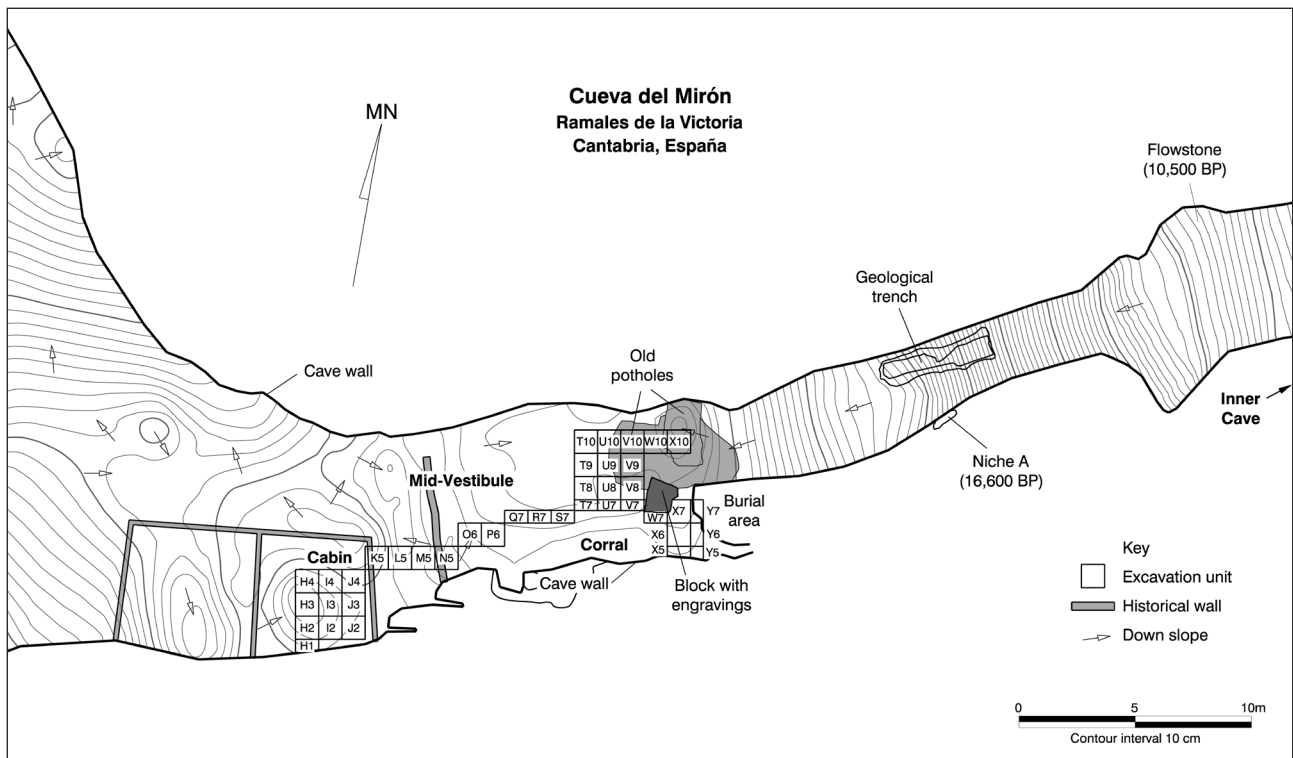 Cueva del Mirón
Ramales de la Victoria
Cantabria, España
MN
Flowstone
(10,500 BP)
Geological
trench
Old
potholes
Cave wall
Inner
Cave
Niche A
(16,600 BP)
T10 U10 V10 W10 X10
T9 U9 V9
Mid-Vestibule
T8 U8 V8
T7 U7 V7
Q7 R7 S7
W7 X7 Y7
Burial
area
O6 P6
X6 Y6
Corral
X5 Y5
Cabin
K5 L5 M5 N5
Cave wall
Block with
engravings
H4 I4 J4
H3 I3 J3
H2 I2 J2
H1
Key
Excavation unit
Historical wall
Down slope
0 5 10m
Contour interval 10 cm